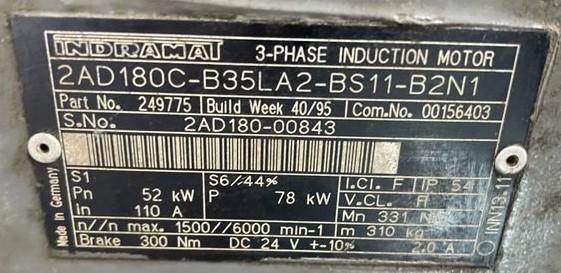 INDRAMAT 3-PHASE INDUCTION MOTOR
2AD180C-B35LA2-BS11-B2N1
Part No. 249775 Build Week 40/95 Com.No. 00156403
S.No. 2AD180-00843
S1 S6//44% I.Cl. F IP 54
Pn 52 kW P 78 kW V.CL. R
In 110 A Mn 331 Nm
n//n max. 1500//6000 min-1 m 310 kg
Brake 300 Nm DC 24 V +-10% 2.0 A
Made in Germany
INN13.11